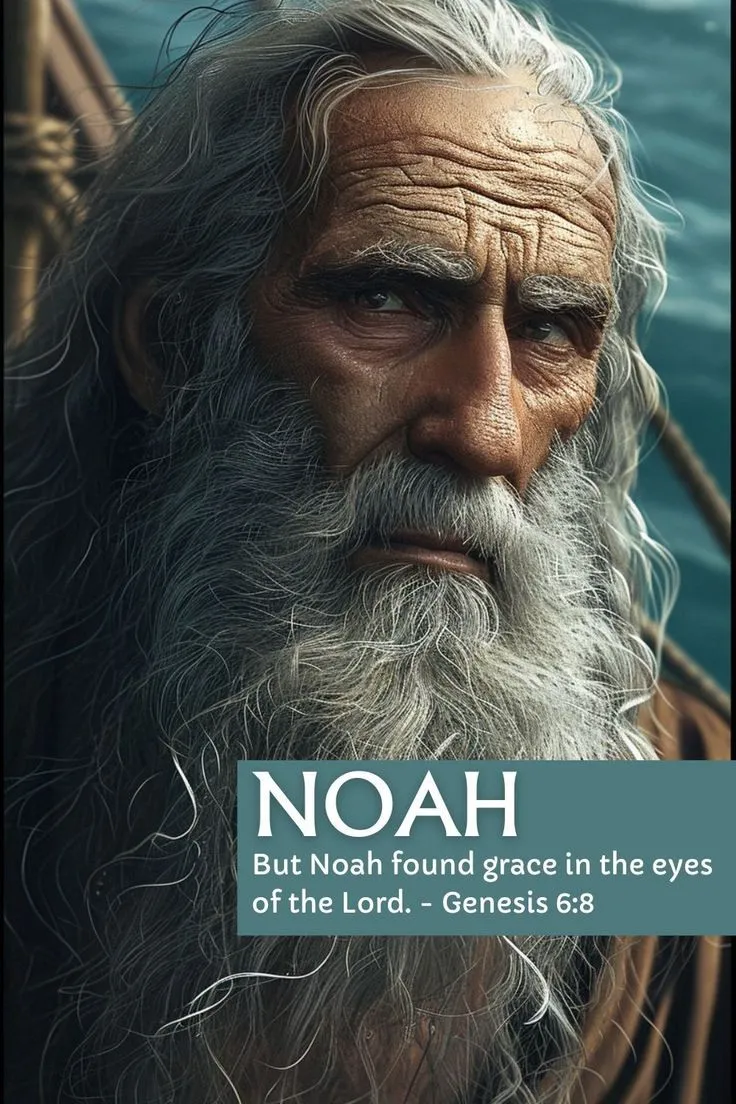 NOAH
But Noah found grace in the eyes
of the Lord. - Genesis 6:8